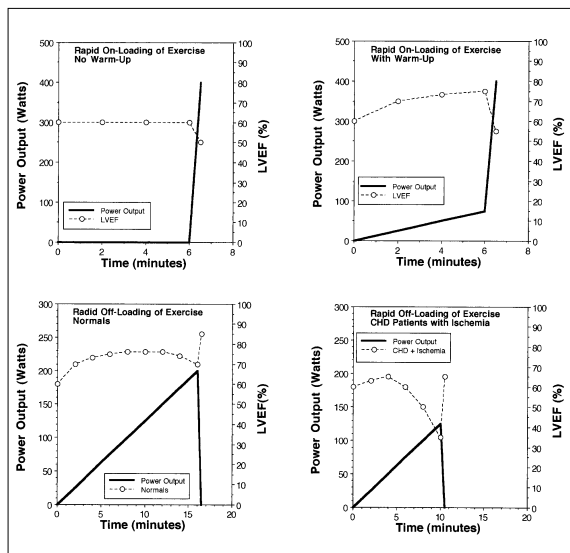 Rapid On-Loading of Exercise
No Warm-Up
Power Output (Watts)
500
400
300
200
100
0
100
90
80
70
60
50
40
30
20
10
0
LVEF (%)
Power Output
LVEF
0 2 4 6 8
Time (minutes)
Rapid On-Loading of Exercise
With Warm-Up
Power Output (Watts)
500
400
300
200
100
0
100
90
80
70
60
50
40
30
20
10
0
LVEF (%)
Power Output
LVEF
0 2 4 6 8
Time (minutes)
Radid Off-Loading of Exercise
Normals
Power Output (Watts)
300
250
200
150
100
50
0
100
90
80
70
60
50
40
30
20
10
0
LVEF(%)
Power Output
Normals
0 5 10 15 20
Time (minutes)
Rapid Off-Loading of Exercise
CHD Patients with Ischemia
Power Output (Watts)
300
250
200
150
100
50
0
100
90
80
70
60
50
40
30
20
10
0
LVEF (%)
Power Output
CHD + Ischemia
0 5 10 15 20
Time (minutes)